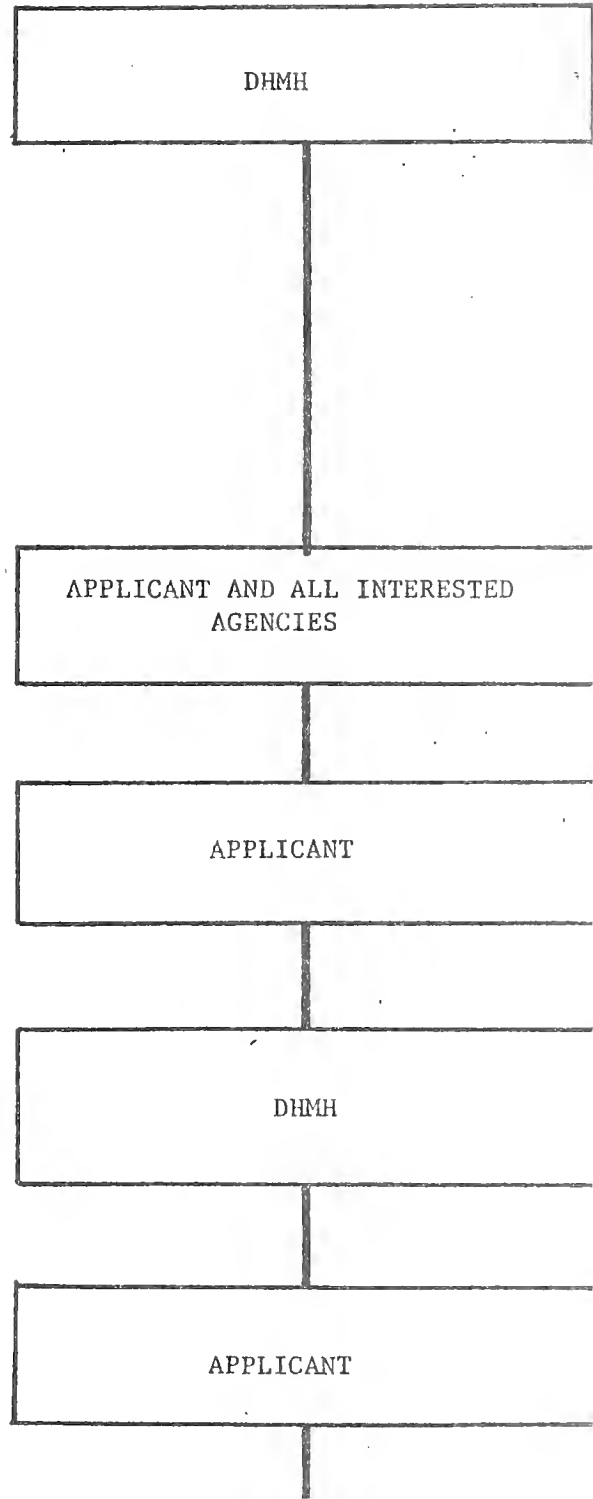 DHMH
APPLICANT AND ALL INTERESTED
AGENCIES
APPLICANT
DHMH
APPLICANT